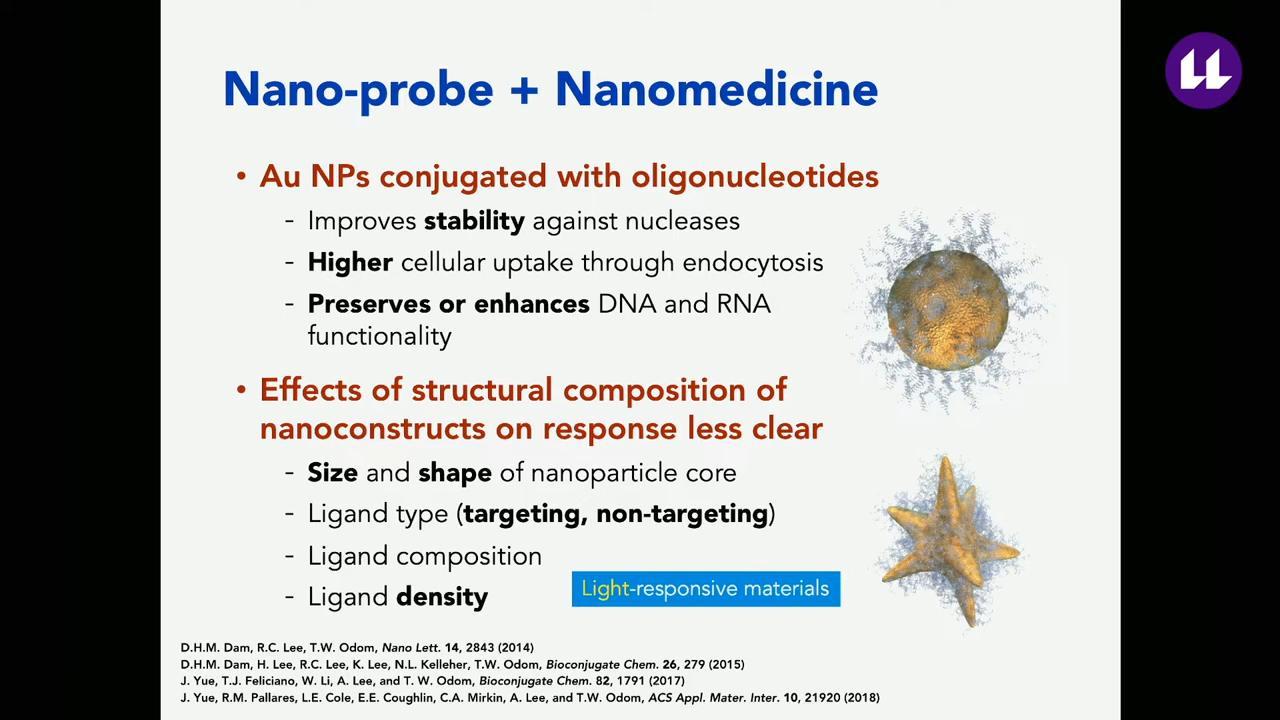 Nano-probe + Nanomedicine
• Au NPs conjugated with oligonucleotides
- Improves stability against nucleases
- Higher cellular uptake through endocytosis
- Preserves or enhances DNA and RNA
functionality
• Effects of structural composition of
nanoconstructs on response less clear
- Size and shape of nanoparticle core
- Ligand type (targeting, non-targeting)
- Ligand composition
- Ligand density
Light-responsive materials
D.H.M. Dam, R.C. Lee, T.W. Odom, Nano Lett. 14, 2843 (2014)
D.H.M. Dam, H. Lee, R.C. Lee, K. Lee, N.L. Kelleher, T.W. Odom, Bioconjugate Chem. 26, 279 (2015)
J. Yue, T.J. Feliciano, W. Li, A. Lee, and T. W. Odom, Bioconjugate Chem. 82, 1791 (2017)
J. Yue, R.M. Pallares, L.E. Cole, E.E. Coughlin, C.A. Mirkin, A. Lee, and T.W. Odom, ACS Appl. Mater. Inter. 10, 21920 (2018)